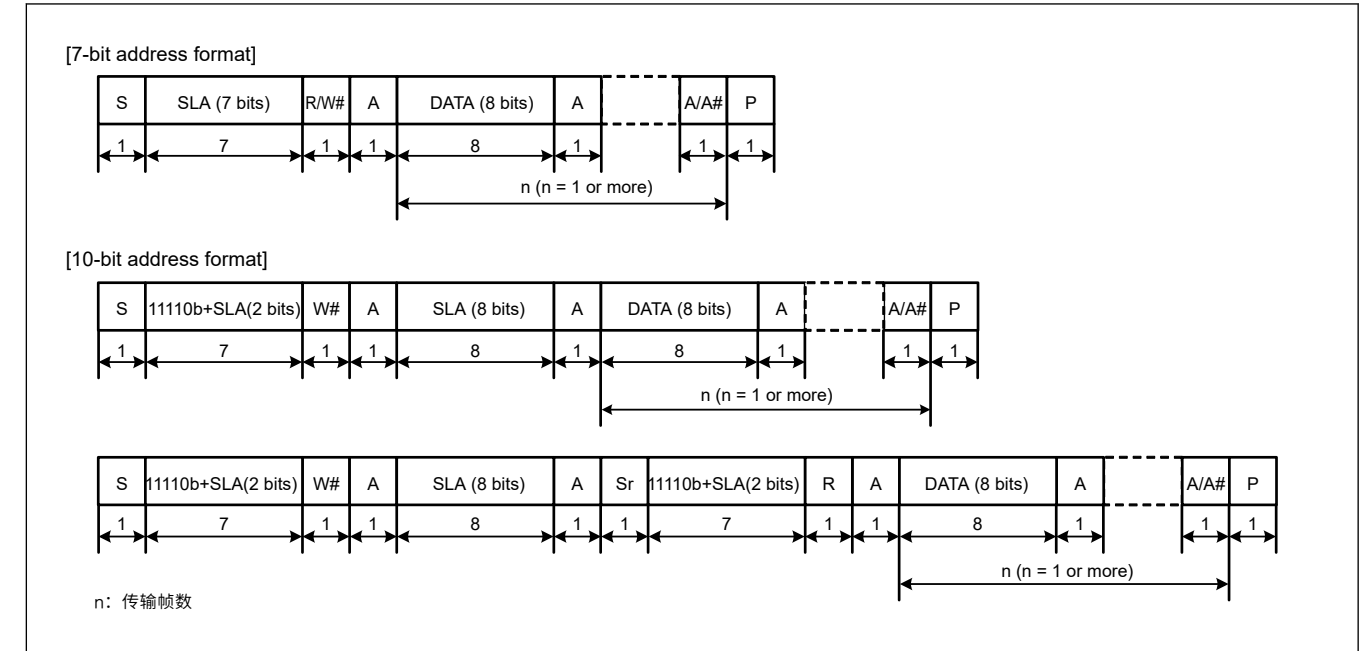 [7-bit address format]
S SLA (7 bits) R/W# A DATA (8 bits) A A/A# P
1 7 1 1 8 1 1 1
n (n = 1 or more)
[10-bit address format]
S 11110b+SLA(2 bits) W# A SLA (8 bits) A DATA (8 bits) A A/A# P
1 7 1 1 8 1 8 1 1 1
n (n = 1 or more)
S 11110b+SLA(2 bits) W# A SLA (8 bits) A Sr 11110b+SLA(2 bits) R A DATA (8 bits) A A/A# P
1 7 1 1 8 1 1 7 1 1 8 1 1 1
n (n = 1 or more)
n：传输帧数